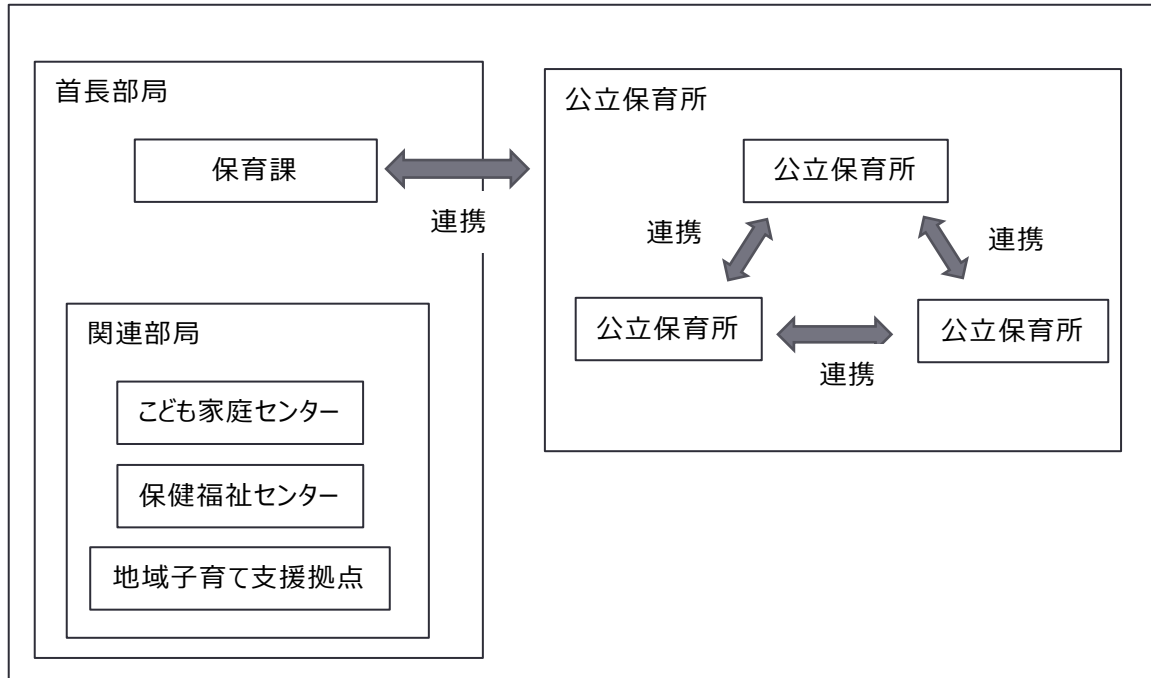 首長部局
保育課
連携
関連部局
こども家庭センター
保健福祉センター
地域子育て支援拠点
公立保育所
公立保育所
連携
連携
公立保育所
公立保育所
連携